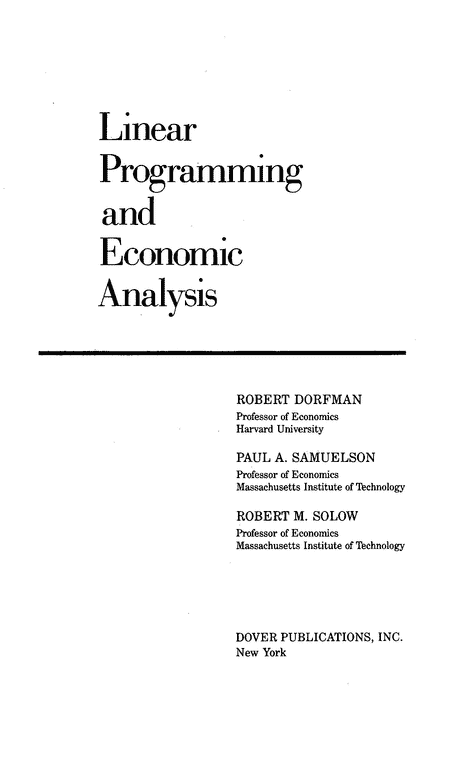 Linear
Programming
and
Economic
Analysis
ROBERT DORFMAN
Professor of Economics
Harvard University
PAUL A. SAMUELSON
Professor of Economics
Massachusetts Institute of Technology
ROBERT M. SOLOW
Professor of Economics
Massachusetts Institute of Technology
DOVER PUBLICATIONS, INC.
New York